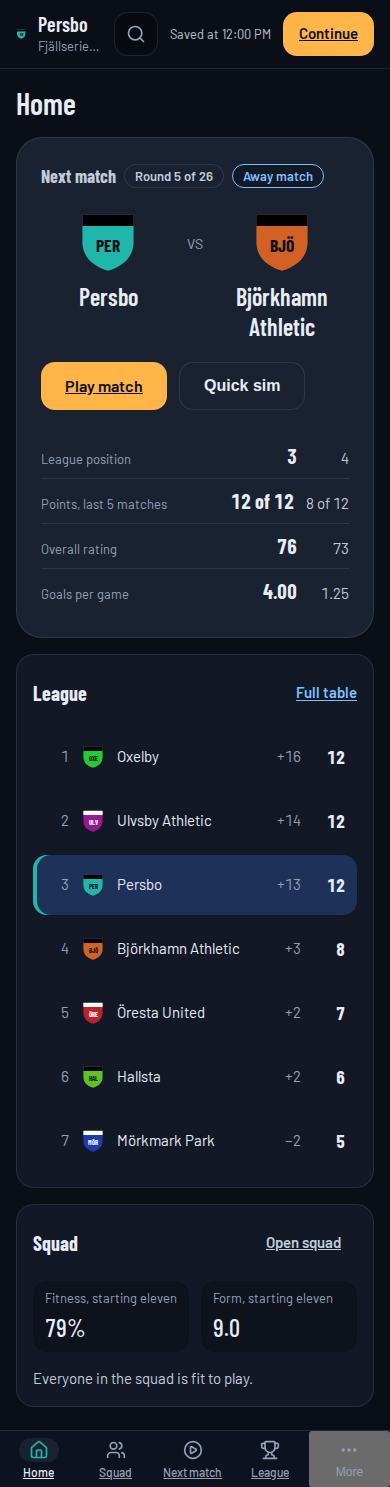 Persbo
Fjällserie...
Saved at 12:00 PM
Continue
Home
Next match
Round 5 of 26
Away match
PER
VS
BJÖ
Persbo
Björkhamn
Athletic
Play match
Quick sim
League position 3 4
Points, last 5 matches 12 of 12 8 of 12
Overall rating 76 73
Goals per game 4.00 1.25
League
Full table
1 OXE Oxelby +16 12
2 ULV Ulvsby Athletic +14 12
3 PER Persbo +13 12
4 BJÖ Björkhamn Athletic +3 8
5 ÖRE Öresta United +2 7
6 HAL Hallsta +2 6
7 MÖR Mörkmark Park −2 5
Squad
Open squad
Fitness, starting eleven
79%
Form, starting eleven
9.0
Everyone in the squad is fit to play.
Home
Squad
Next match
League
More